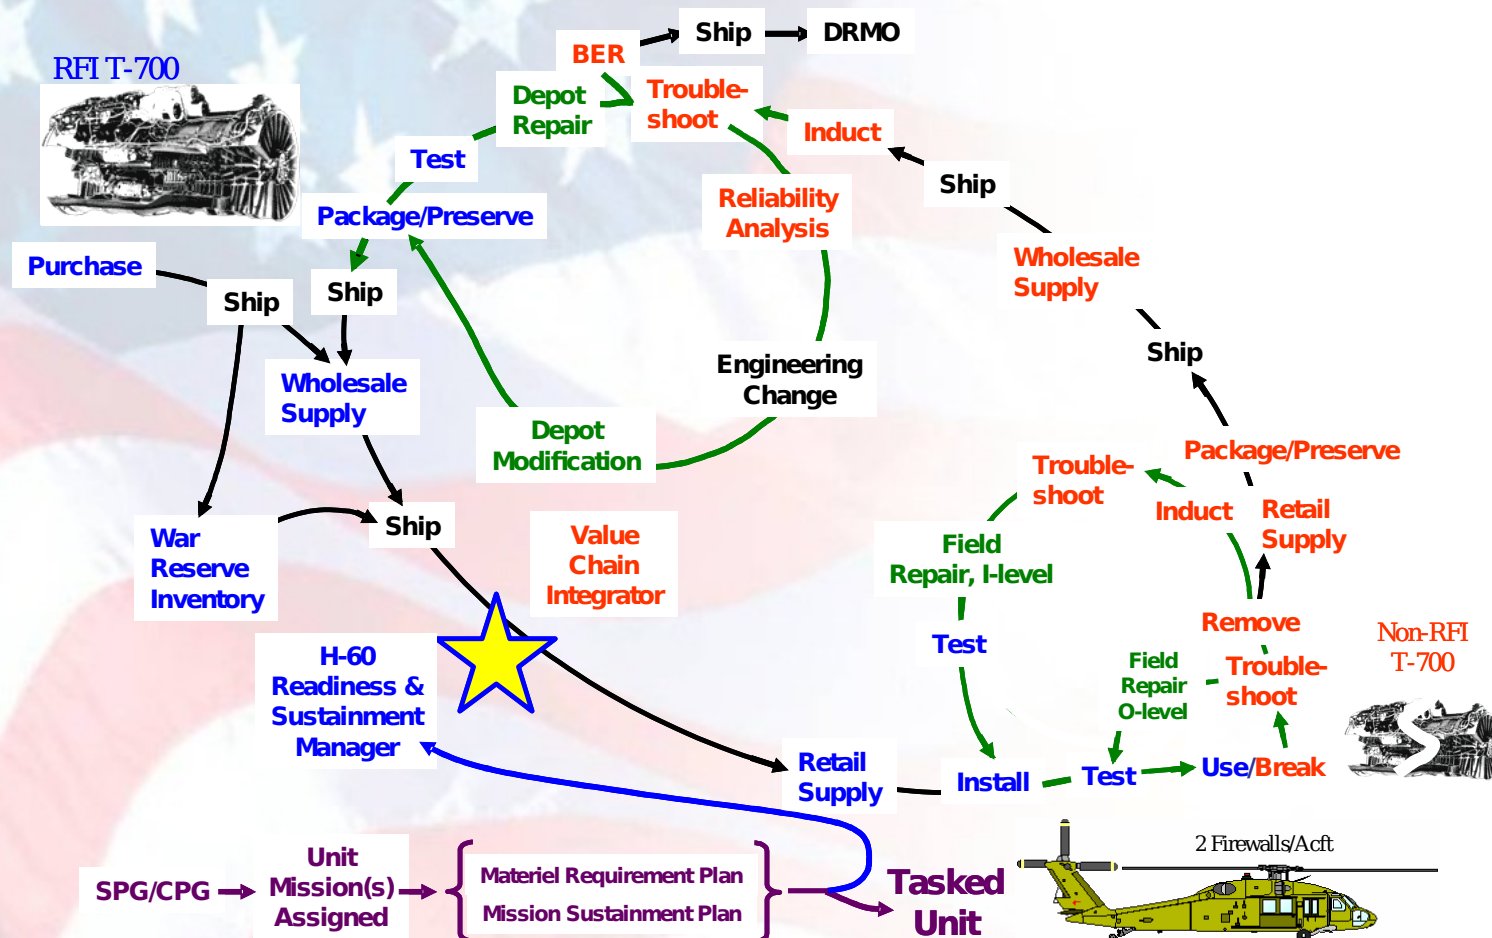 Ship
DRMO
BER
RFI T-700
Trouble-
shoot
Depot
Repair
Induct
Test
Ship
Reliability
Analysis
Package/Preserve
Wholesale
Supply
Purchase
Ship
Ship
Ship
Engineering
Change
Wholesale
Supply
Depot
Modification
Package/Preserve
Trouble-
shoot
Induct
Retail
Supply
Ship
War
Reserve
Inventory
Value
Chain
Integrator
Field
Repair, I-level
Remove
Non-RFI
T-700
Test
H-60
Readiness &
Sustainment
Manager
Field
Repair
O-level
Trouble-
shoot
Retail
Supply
Install
Test
Use/Break
2 Firewalls/Acft
SPG/CPG
Unit
Mission(s)
Assigned
Materiel Requirement Plan
Mission Sustainment Plan
Tasked
Unit